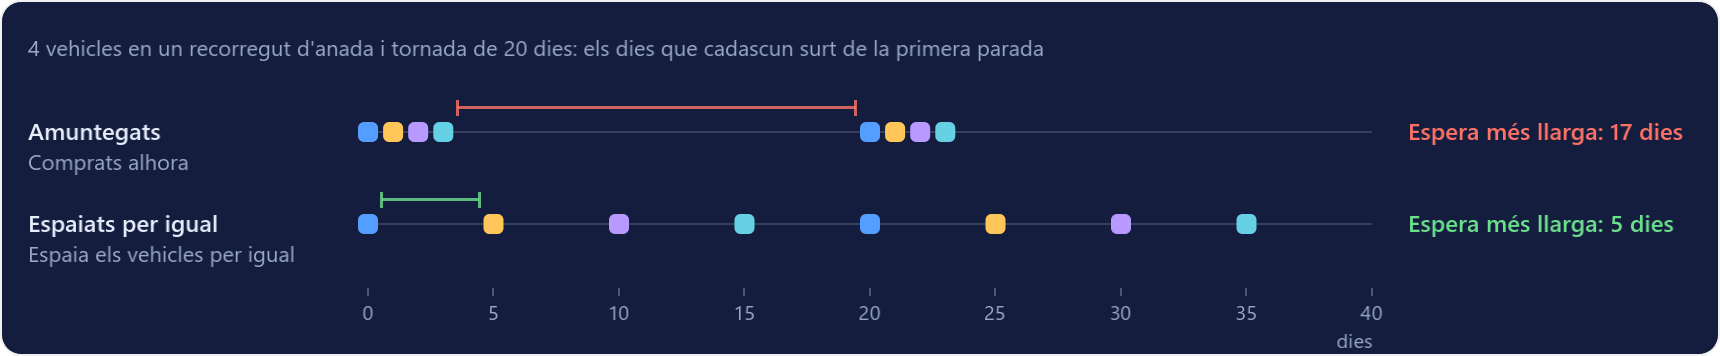 4 vehicles en un recorregut d'anada i tornada de 20 dies: els dies que cadascun surt de la primera parada
Amuntegats
Comprats alhora
Espera més llarga: 17 dies
Espaiats per igual
Espaia els vehicles per igual
Espera més llarga: 5 dies
0 5 10 15 20 25 30 35 40
dies